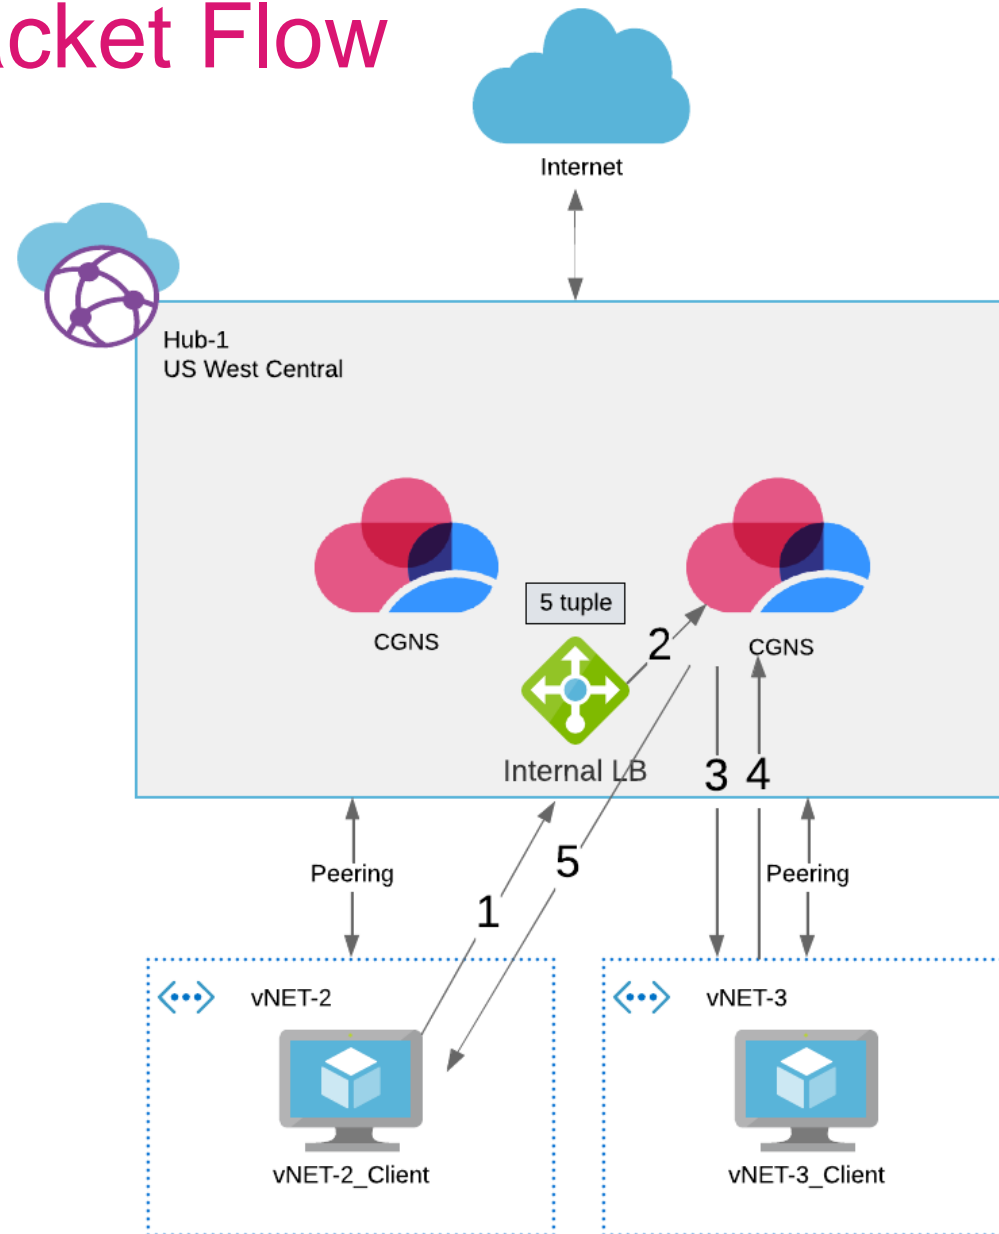 acket Flow
Internet
Hub-1
US West Central
CGNS
5 tuple
2
CGNS
Internal LB
3 4
Peering
5
Peering
1
vNET-2
vNET-3
vNET-2_Client
vNET-3_Client